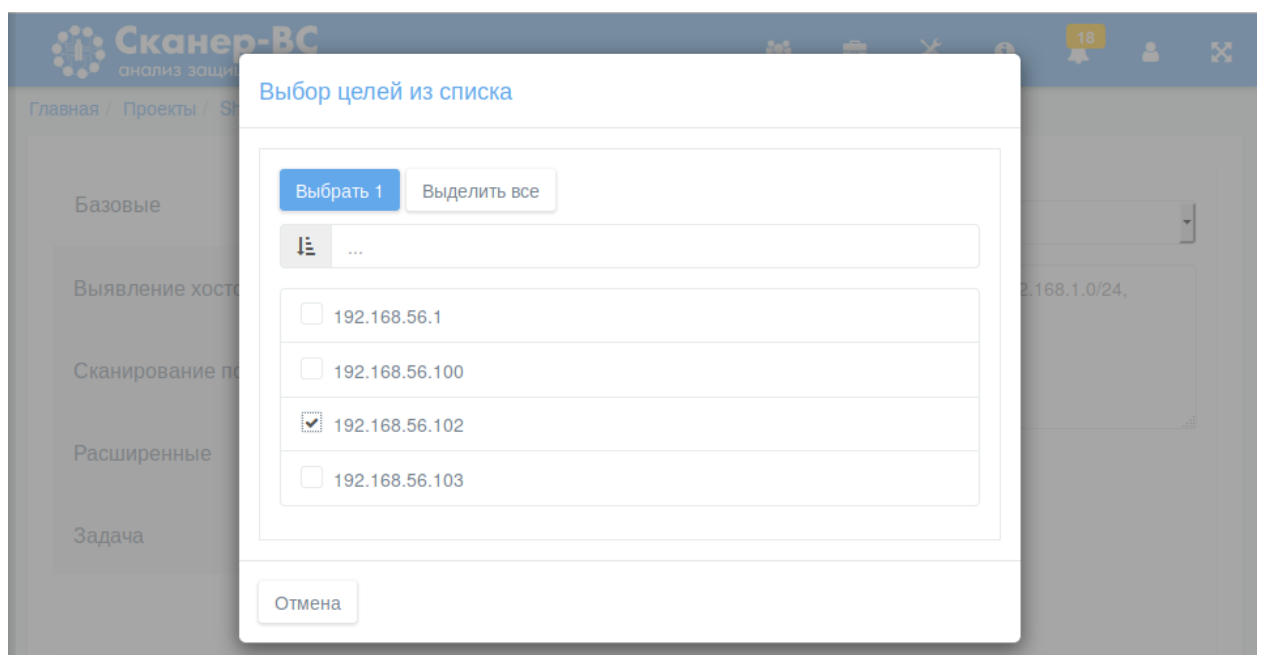 Сканер-ВС
анализ защи
18
Главная / Проекты / Sh
Выбор целей из списка
Выбрать 1
Выделить все
...
192.168.56.1
192.168.56.100
192.168.56.102
192.168.56.103
Отмена
Базовые
Выявление хосто
Сканирование по
Расширенные
Задача
2.168.1.0/24,